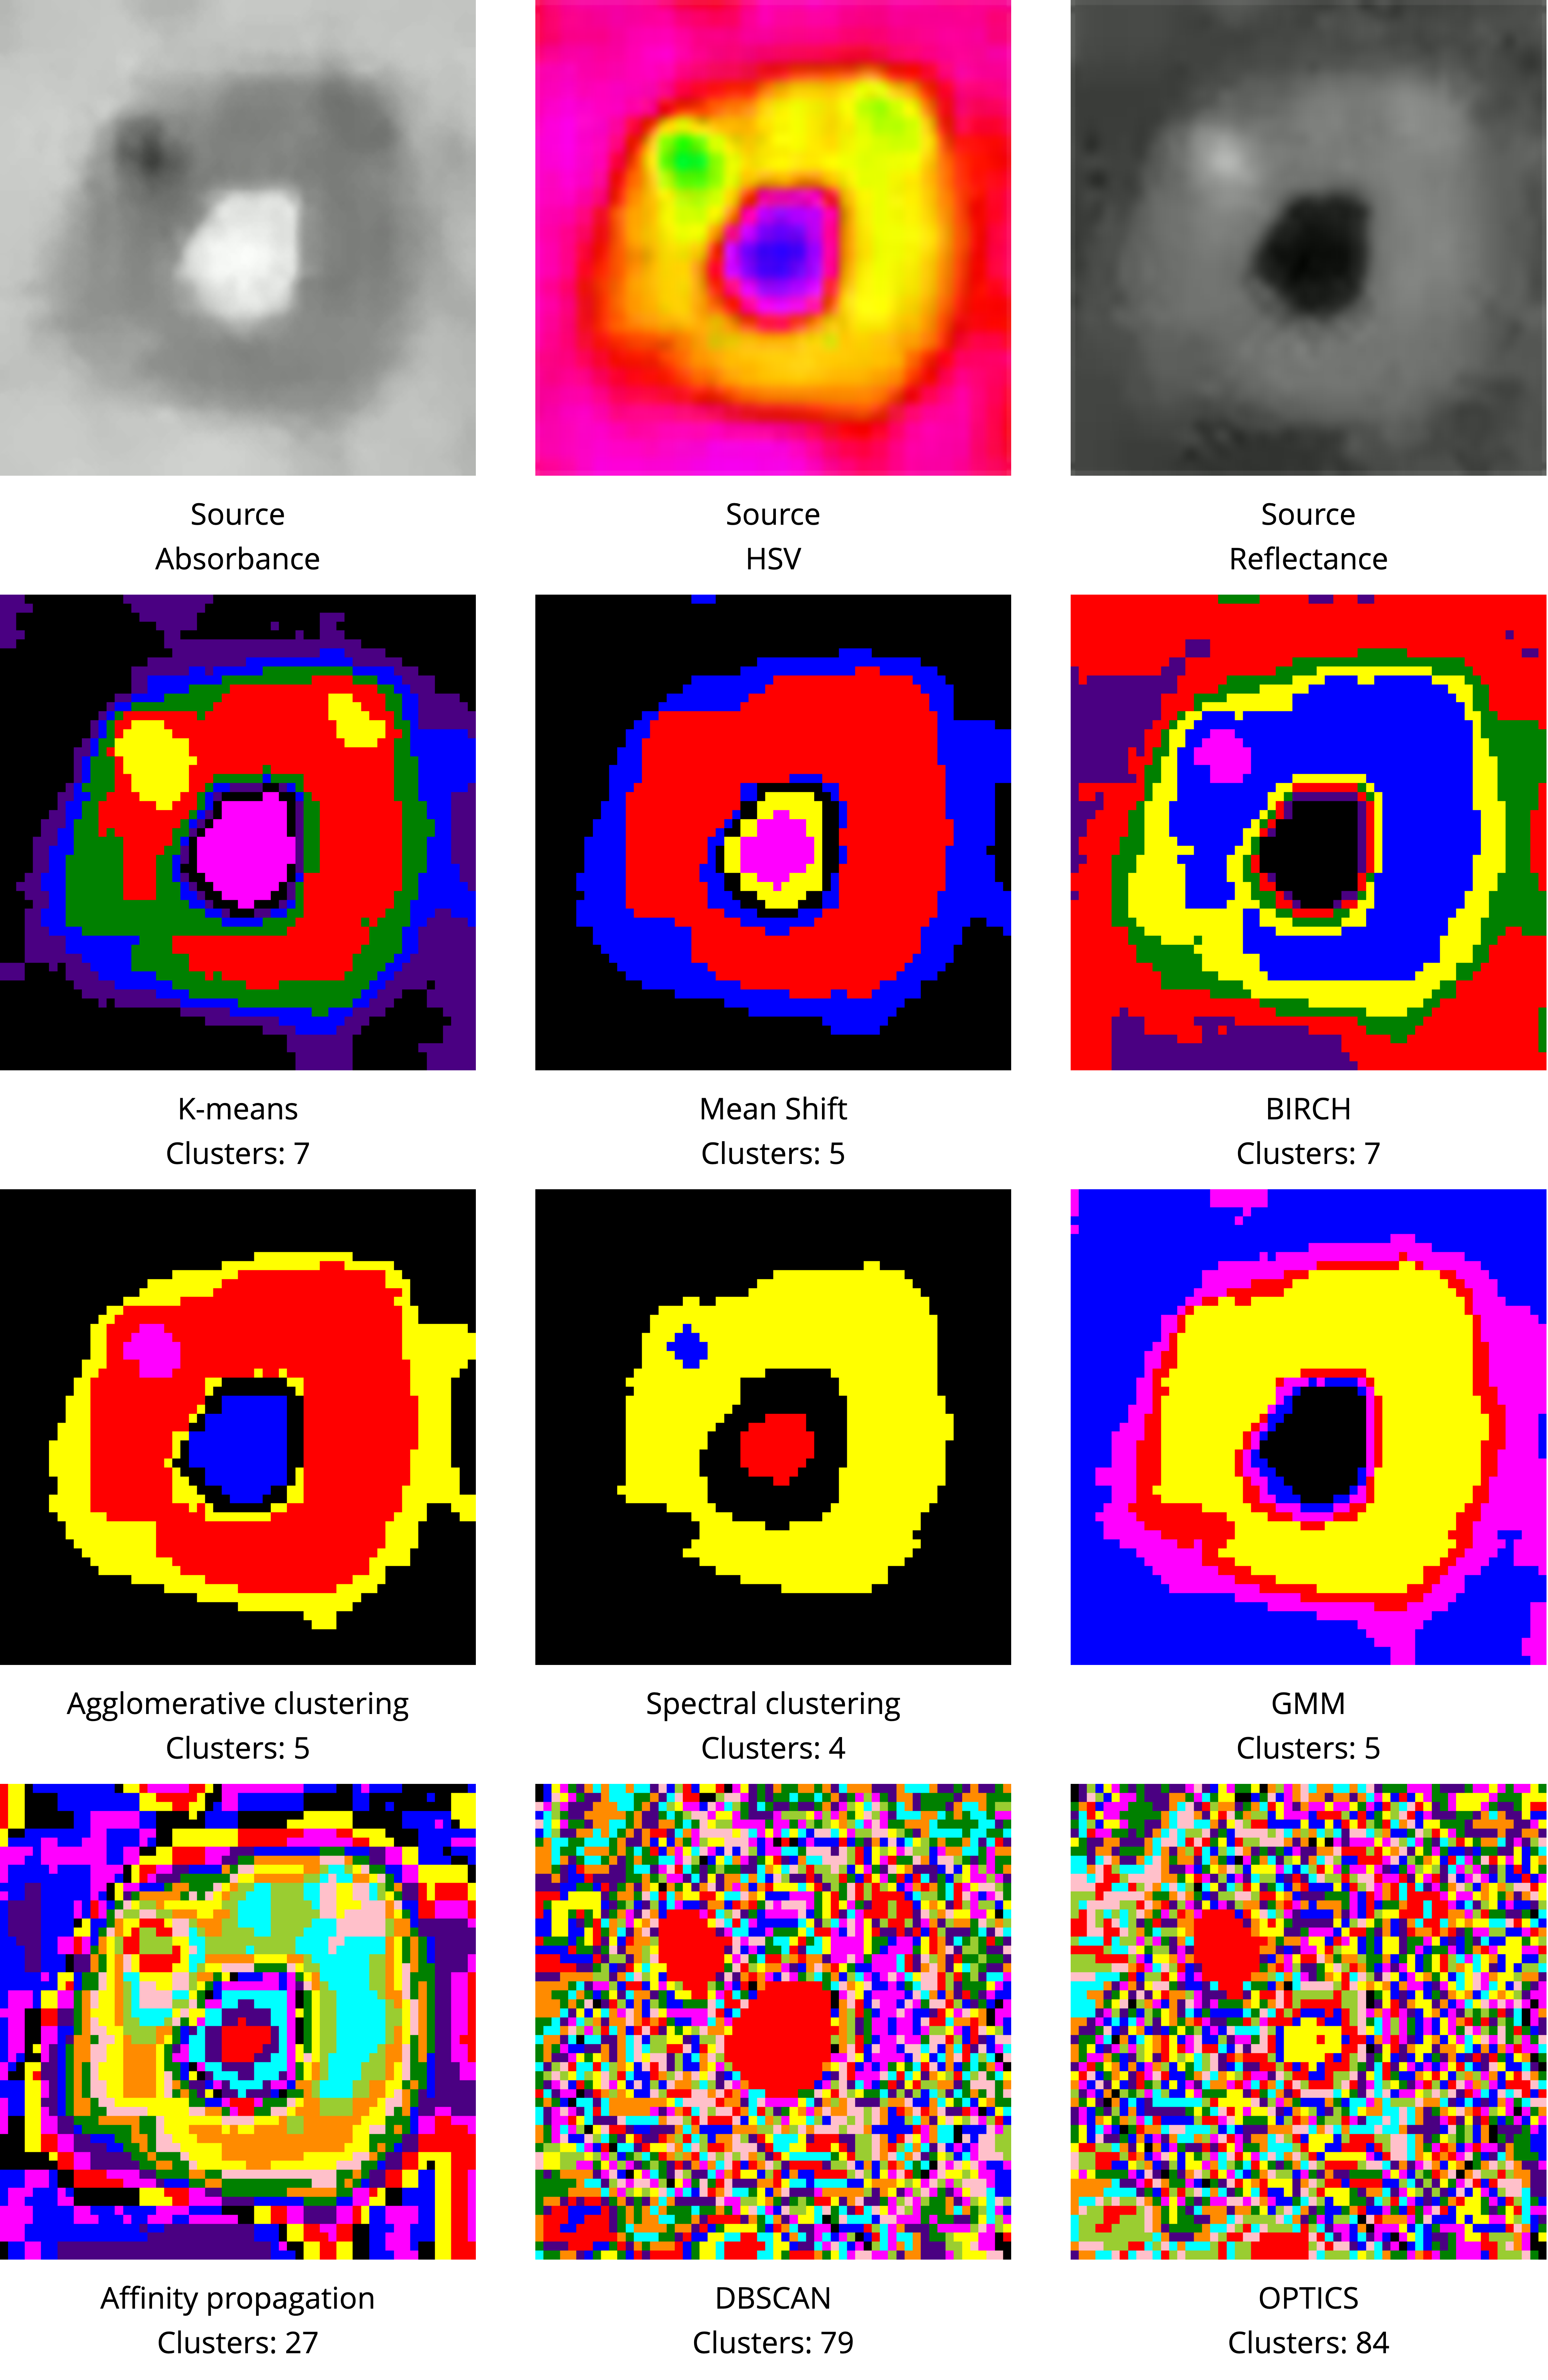 Source
Absorbance
Source
HSV
Source
Reflectance
K-means
Clusters: 7
Mean Shift
Clusters: 5
BIRCH
Clusters: 7
Agglomerative clustering
Clusters: 5
Spectral clustering
Clusters: 4
GMM
Clusters: 5
Affinity propagation
Clusters: 27
DBSCAN
Clusters: 79
OPTICS
Clusters: 84